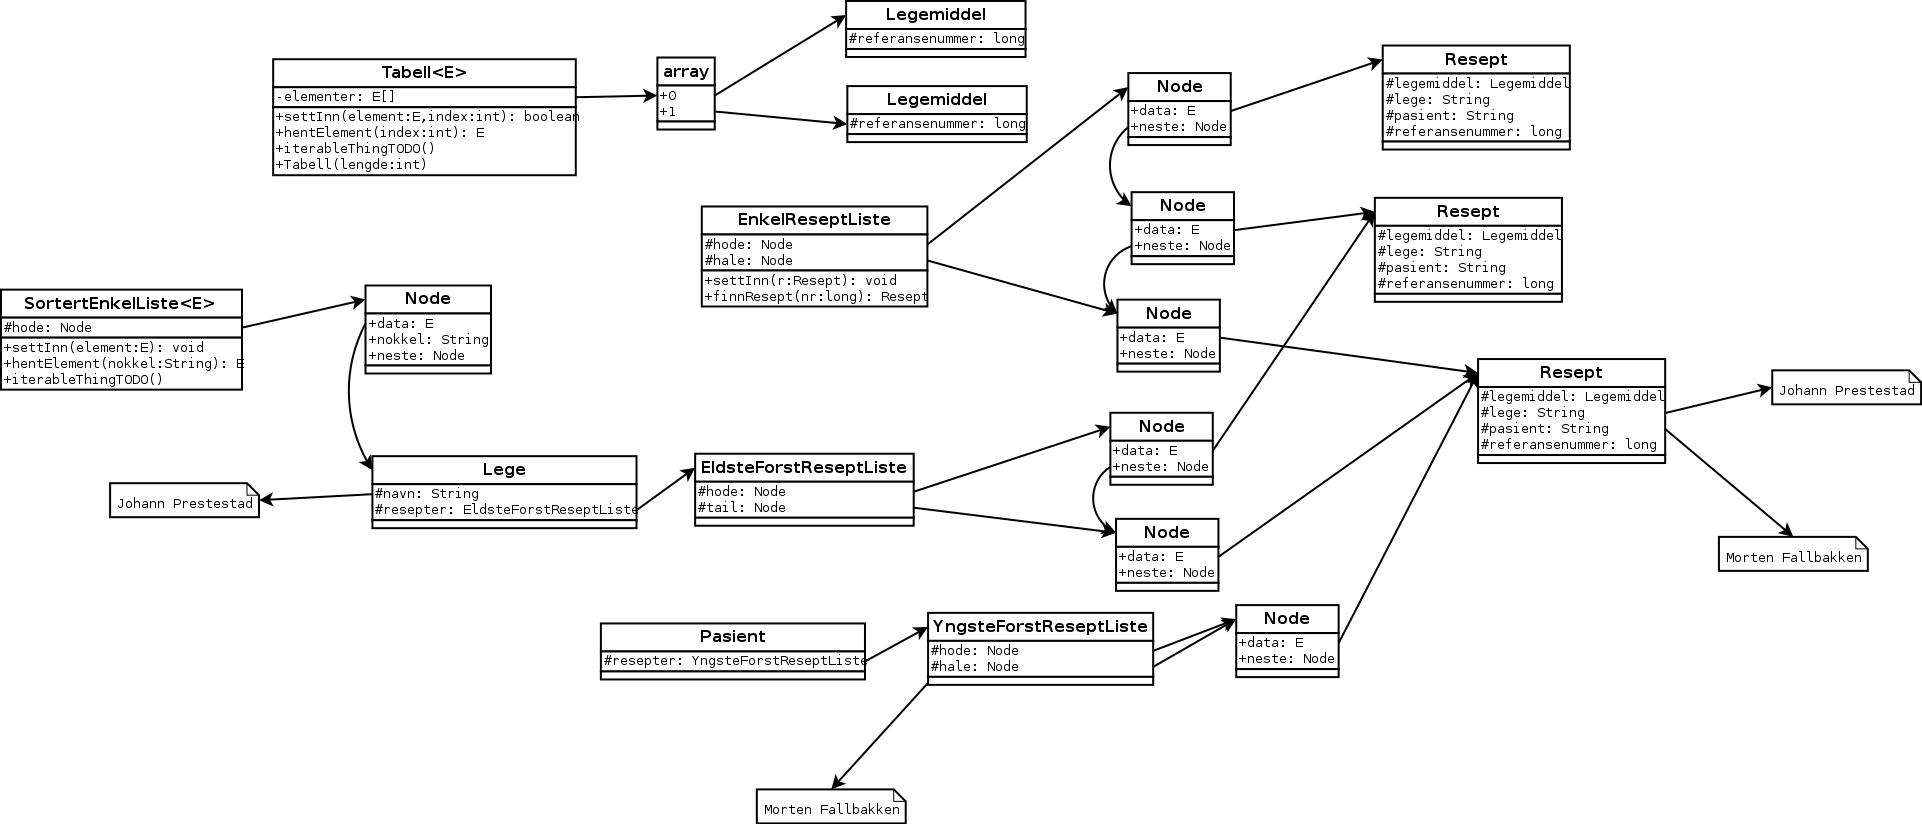 Legemiddel
#referansenummer: long
Tabell<E>
-elementer: E[]
+settInn(element:E,index:int): boolean
+hentElement(index:int): E
+iterableThingTODO()
+Tabell(lengde:int)
array
+0
+1
Legemiddel
#referansenummer: long
Node
+data: E
+neste: Node
Resept
#legemiddel: Legemiddel
#lege: String
#pasient: String
#referansenummer: long
EnkelReseptListe
#hode: Node
#hale: Node
+settInn(r:Resept): void
+finnResept(nr:long): Resept
Node
+data: E
+neste: Node
Resept
#legemiddel: Legemiddel
#lege: String
#pasient: String
#referansenummer: long
SortertEnkelListe<E>
#hode: Node
+settInn(element:E): void
+hentElement(nokkel:String): E
+iterableThingTODO()
Node
+data: E
+nokkel: String
+neste: Node
Node
+data: E
+neste: Node
Resept
#legemiddel: Legemiddel
#lege: String
#pasient: String
#referansenummer: long
Johann Prestestad
Johann Prestestad
Lege
#navn: String
#resepter: EldsteForstReseptListe
EldsteForstReseptListe
#hode: Node
#tail: Node
Node
+data: E
+neste: Node
Node
+data: E
+neste: Node
Morten Fallbakken
Pasient
#resepter: YngsteForstReseptListe
YngsteForstReseptListe
#hode: Node
#hale: Node
Node
+data: E
+neste: Node
Morten Fallbakken